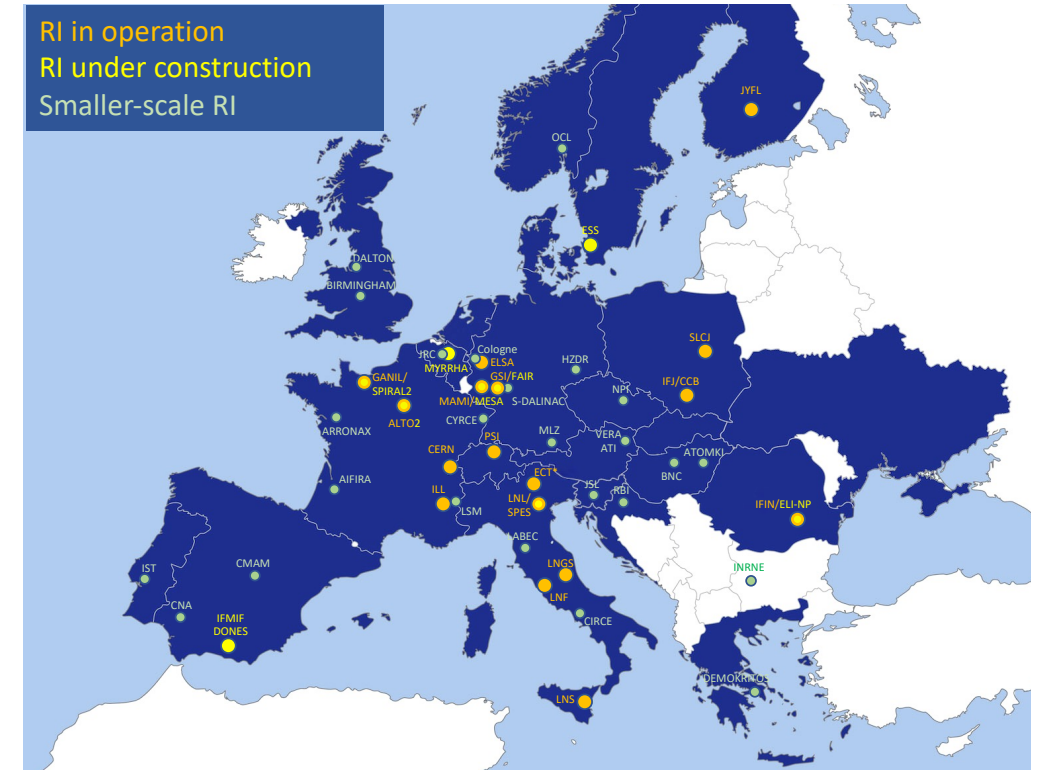 RI in operation
RI under construction
Smaller-scale RI
JYFL
OCL
ESS
DALTON
BIRMINGHAM
SLCJ
JRC
MYRRHA
Cologne
ELSA
HZDR
GANIL/
SPIRAL2
GSI/FAIR
IFJ/CCB
MAMI/MESA
S-DALINAC
NPI
ALTO2
CYRCE
ARRONAX
MLZ
VERA
ATI
PSI
CERN
ATOMKI
BNC
AIFIRA
ECT*
ILL
LSM
LNL/
SPES
JSL
RBI
IFIN/ELI-NP
LABEC
IST
CMAM
LNGS
INRNE
LNF
CNA
IFMIF
DONES
CIRCE
DEMOKRITOS
LNS